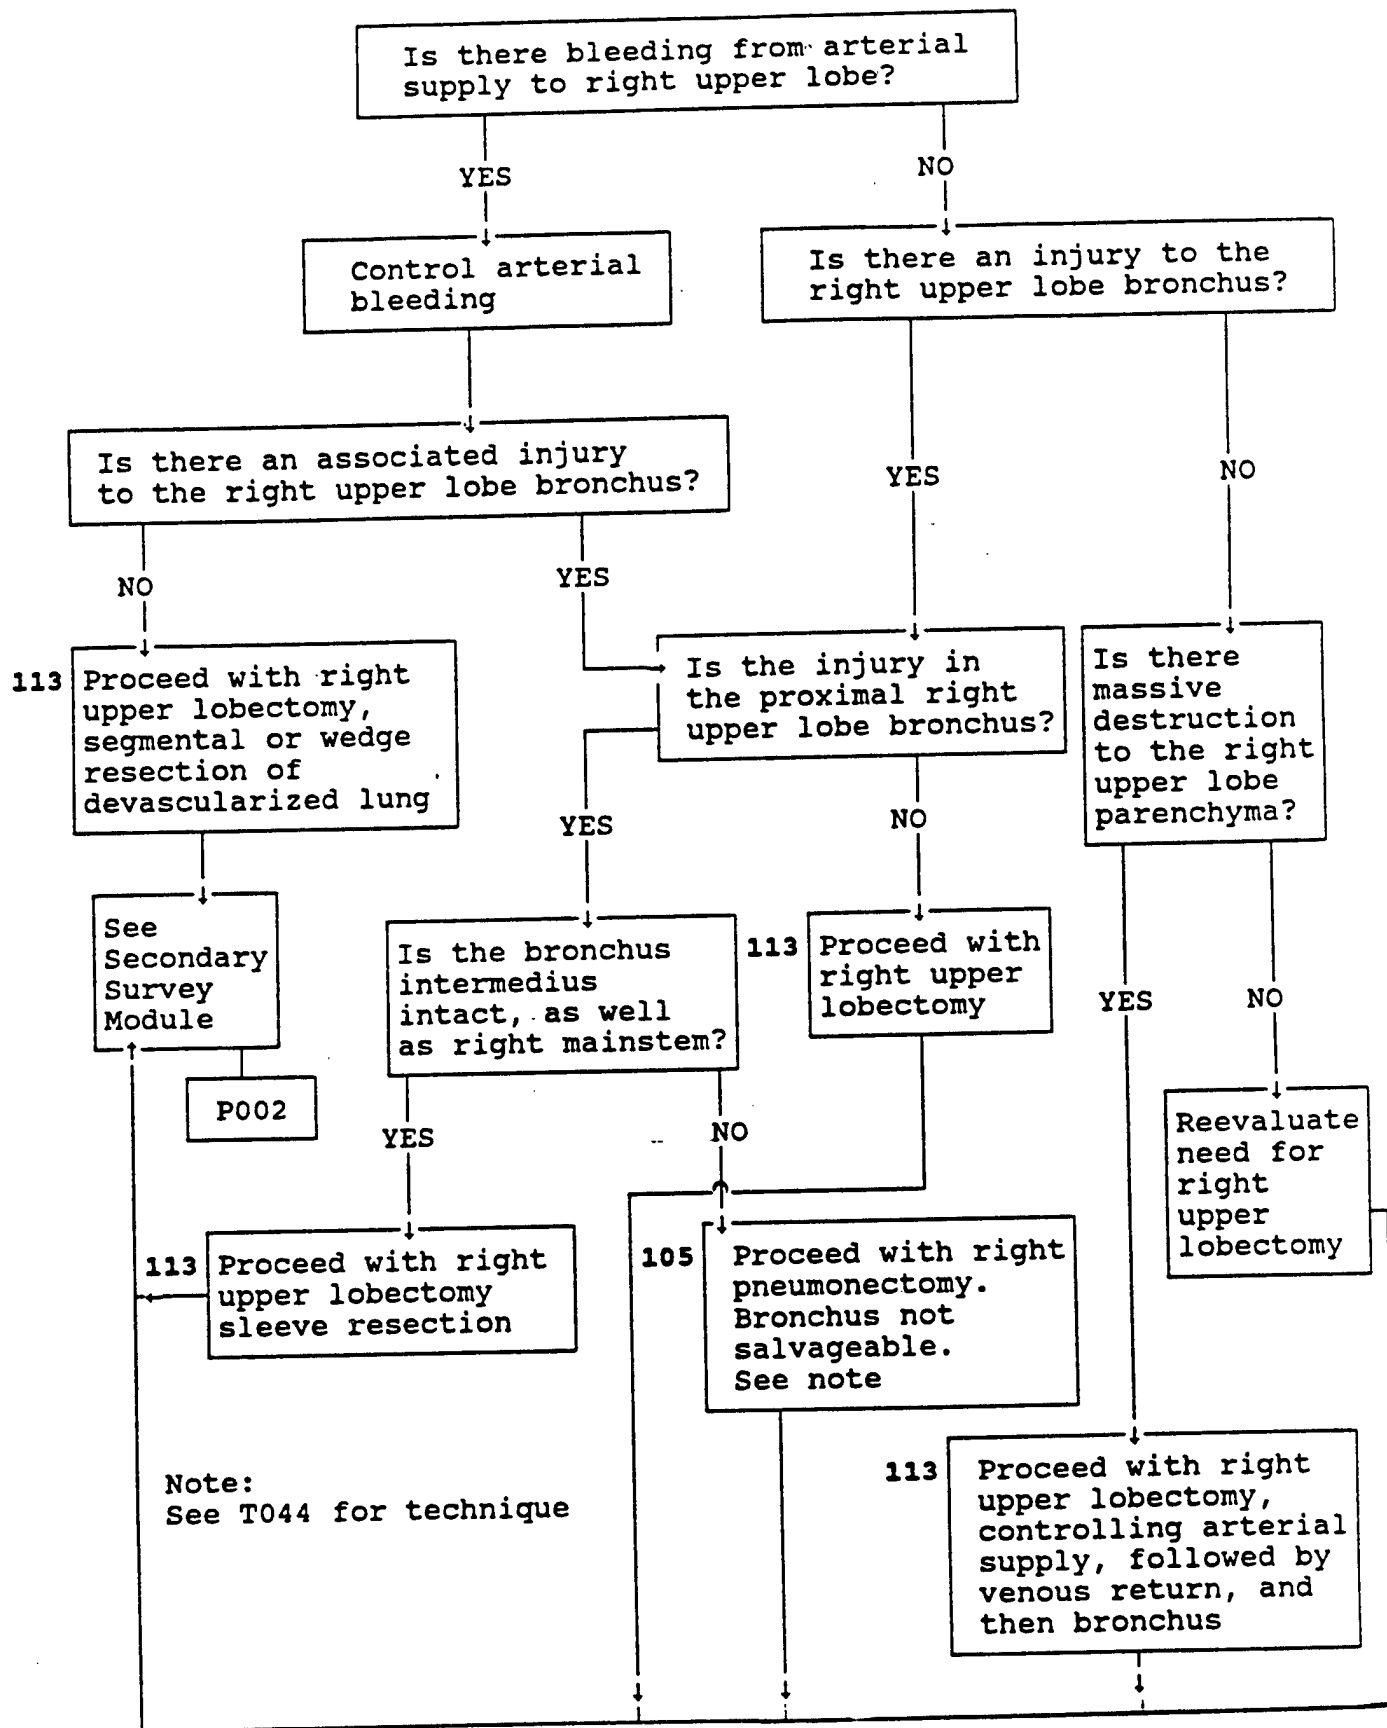 Is there bleeding from arterial
supply to right upper lobe?
YES
NO
Control arterial
bleeding
Is there an injury to the
right upper lobe bronchus?
Is there an associated injury
to the right upper lobe bronchus?
YES
NO
NO
YES
113
Proceed with right
upper lobectomy,
segmental or wedge
resection of
devascularized lung
Is the injury in
the proximal right
upper lobe bronchus?
Is there
massive
destruction
to the right
upper lobe
parenchyma?
YES
NO
See
Secondary
Survey
Module
P002
Is the bronchus
intermedius
intact, as well
as right mainstem?
113
Proceed with
right upper
lobectomy
YES
NO
YES
NO
Reevaluate
need for
right
upper
lobectomy
113
Proceed with right
upper lobectomy
sleeve resection
105
Proceed with right
pneumonectomy.
Bronchus not
salvageable.
See note
Note:
See T044 for technique
113
Proceed with right
upper lobectomy,
controlling arterial
supply, followed by
venous return, and
then bronchus